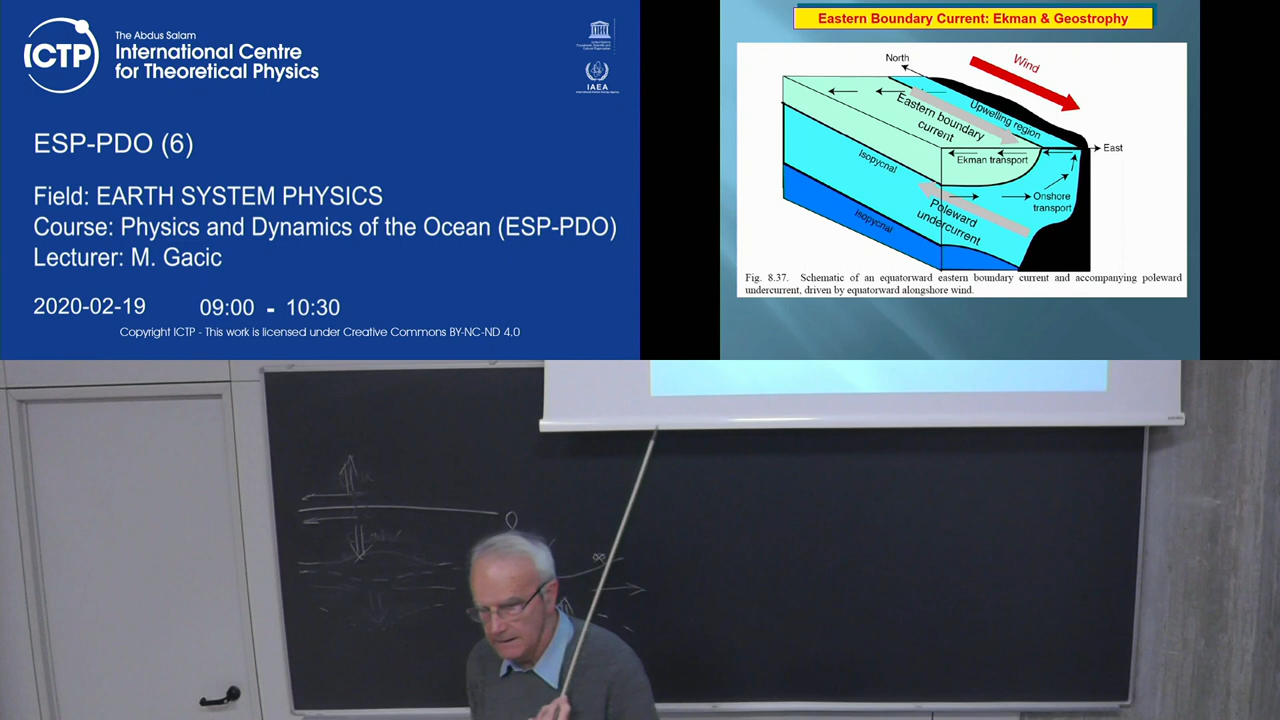 ICTP
The Abdus Salam
International Centre
for Theoretical Physics
IAEA
ESP-PDO (6)
Field: EARTH SYSTEM PHYSICS
Course: Physics and Dynamics of the Ocean (ESP-PDO)
Lecturer: M. Gacic
2020-02-19 09:00 - 10:30
Copyright ICTP - This work is licensed under Creative Commons BY-NC-ND 4.0
Eastern Boundary Current: Ekman & Geostrophy
North
Wind
Eastern boundary
current
Upwelling region
East
Isopycnal
Ekman transport
Onshore
transport
Poleward
undercurrent
Isopycnal
Fig. 8.37. Schematic of an equatorward eastern boundary current and accompanying poleward
undercurrent, driven by equatorward alongshore wind.